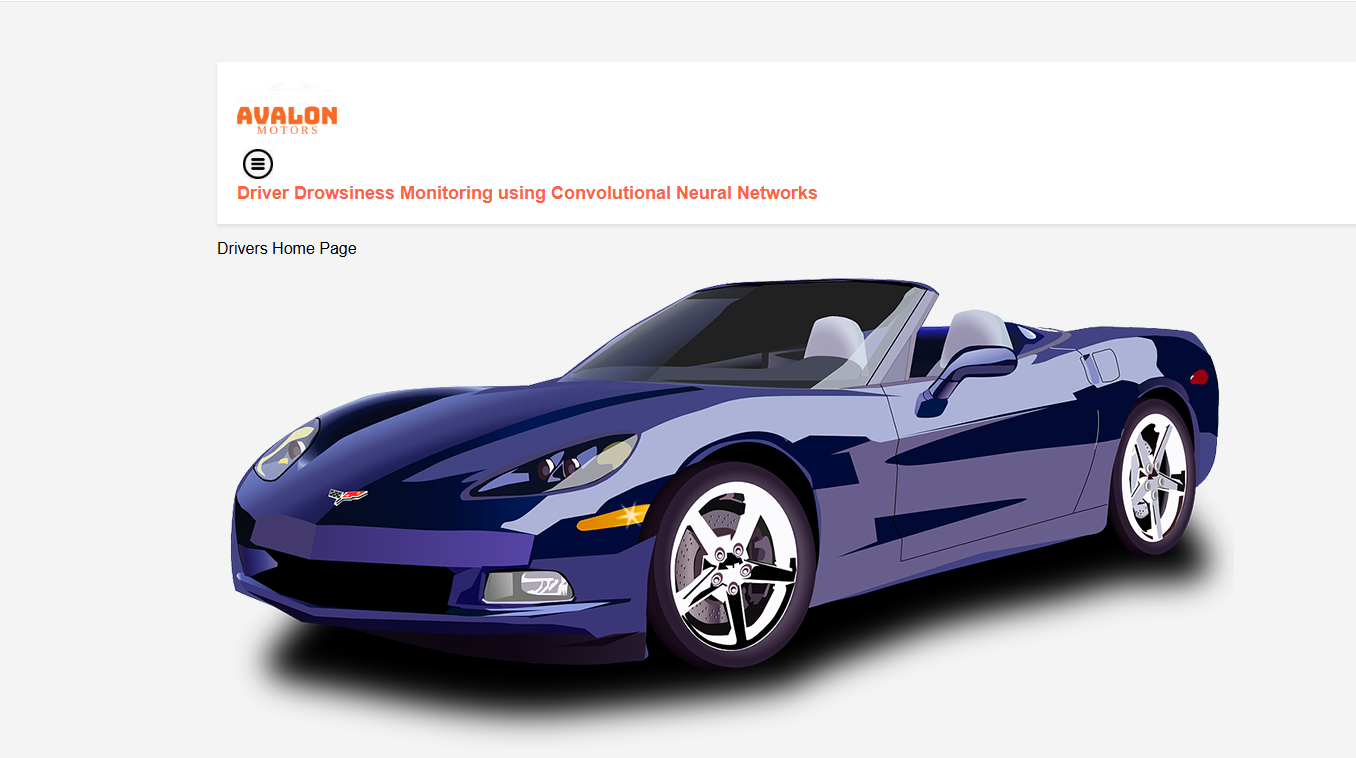 AVALON
MOTORS
Driver Drowsiness Monitoring using Convolutional Neural Networks
Drivers Home Page